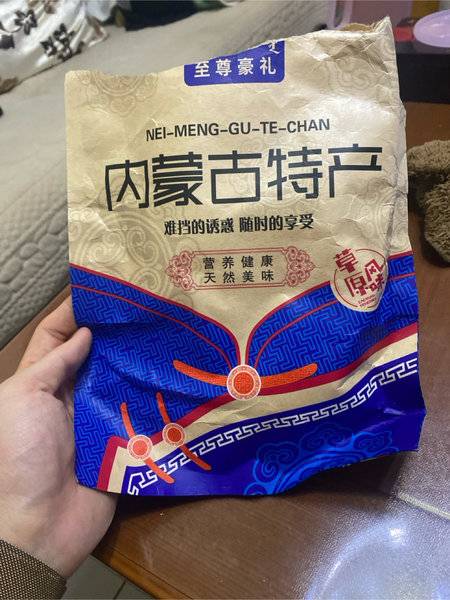 至尊豪礼
NEI-MENG-GU-TE-CHAN
内蒙古特产
难挡的诱惑 随时的享受
营养健康
天然美味
草原风味